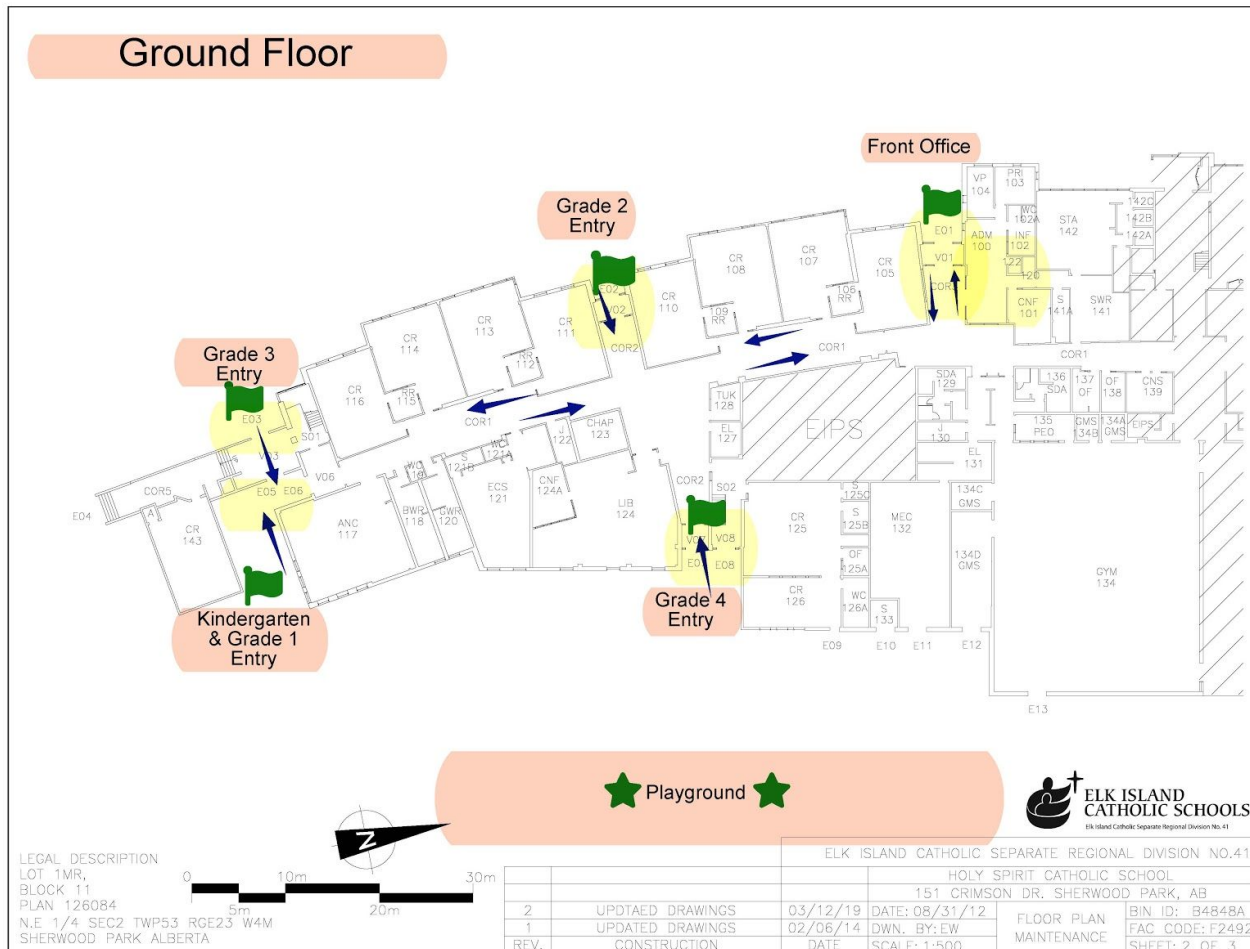 Ground Floor
Front Office
Grade 2
Entry
Grade 3
Entry
Kindergarten
& Grade 1
Entry
Grade 4
Entry
Playground
VP
104
PRI
103
WC
102A
STA
142
142C
142B
142A
E01
ADM
100
INF
102
V01
122
120
CNF
101
S
141A
SWR
141
COR1
CR
105
CR
107
106
RR
CR
108
109
RR
CR
110
E02
V02
COR2
CR
111
CR
113
RR
112
CR
114
RR
115
CR
116
COR1
COR1
E03
S01
V03
V06
E05
E06
COR5
E04
A
CR
143
ANC
117
WC
119
BWR
118
GWR
120
S
121B
WC
121A
ECS
121
J
122
CHAP
123
CNF
124A
LIB
124
TUK
128
EL
127
EIPS
COR2
S02
V07
V08
E07
E08
CR
125
CR
126
S
125C
S
125B
OF
125A
WC
126A
E09
SDA
129
J
130
EL
131
MEC
132
S
133
E10
E11
E12
134C
GMS
134D
GMS
135
PEO
136
SDA
137
OF
OF
138
CNS
139
GMS
134B
134A
GMS
EIPS
GYM
134
E13
N
0
10m
30m
5m
20m
LEGAL DESCRIPTION
LOT 1MR,
BLOCK 11
PLAN 126084
N.E 1/4 SEC2 TWP53 RGE23 W4M
SHERWOOD PARK ALBERTA
ELK ISLAND
CATHOLIC SCHOOLS
Elk Island Catholic Separate Regional Division No. 41
ELK ISLAND CATHOLIC SEPARATE REGIONAL DIVISION NO.41
HOLY SPIRIT CATHOLIC SCHOOL
151 CRIMSON DR. SHERWOOD PARK, AB
2 UPDTAED DRAWINGS 03/12/19 DATE: 08/31/12
1 UPDATED DRAWINGS 02/06/14 DWN. BY: EW
REV. CONSTRUCTION DATE SCALE: 1:500
FLOOR PLAN
MAINTENANCE
BIN ID: B4848A
FAC CODE: F2492
SHEET: 2 OF 3